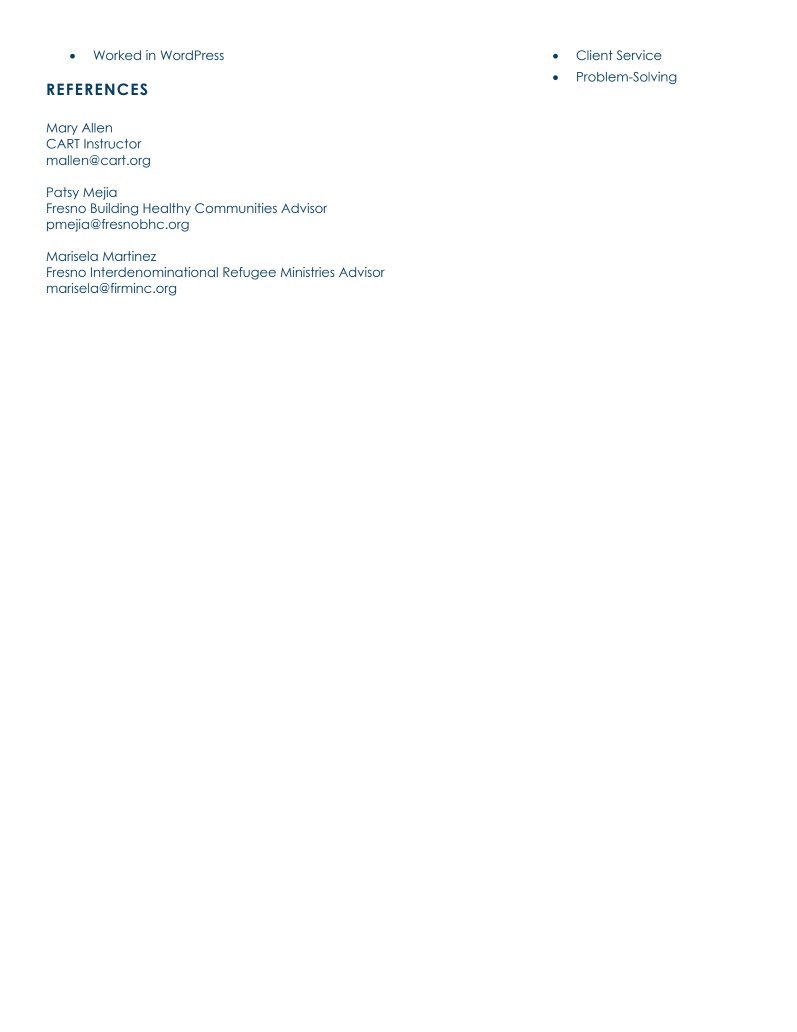 • Worked in WordPress
REFERENCES
Mary Allen
CART Instructor
mallen@cart.org
Patsy Mejia
Fresno Building Healthy Communities Advisor
pmejia@fresnobhc.org
Marisela Martinez
Fresno Interdenominational Refugee Ministries Advisor
marisela@firminc.org
• Client Service
• Problem-Solving